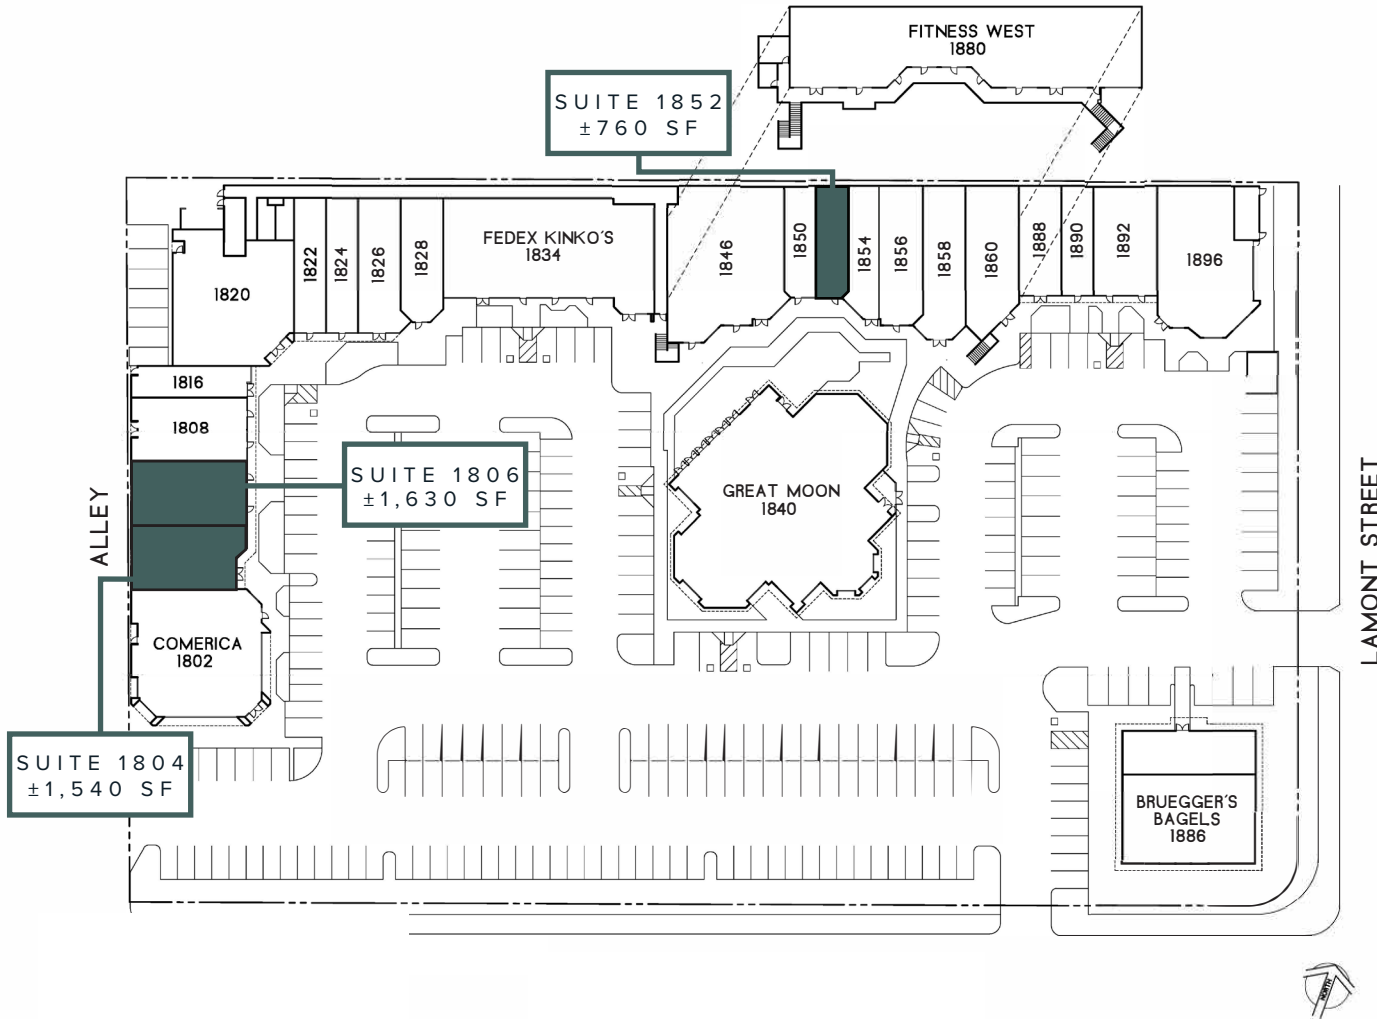 FITNESS WEST
1880
SUITE 1852
±760 SF
1822
1824
1826
1828
FEDEX KINKO'S
1834
1846
1850
1854
1856
1858
1860
1888
1890
1892
1896
1820
1816
1808
SUITE 1806
±1,630 SF
GREAT MOON
1840
ALLEY
LAMONT STREET
COMERICA
1802
SUITE 1804
±1,540 SF
BRUEGGER'S
BAGELS
1886
NORTH